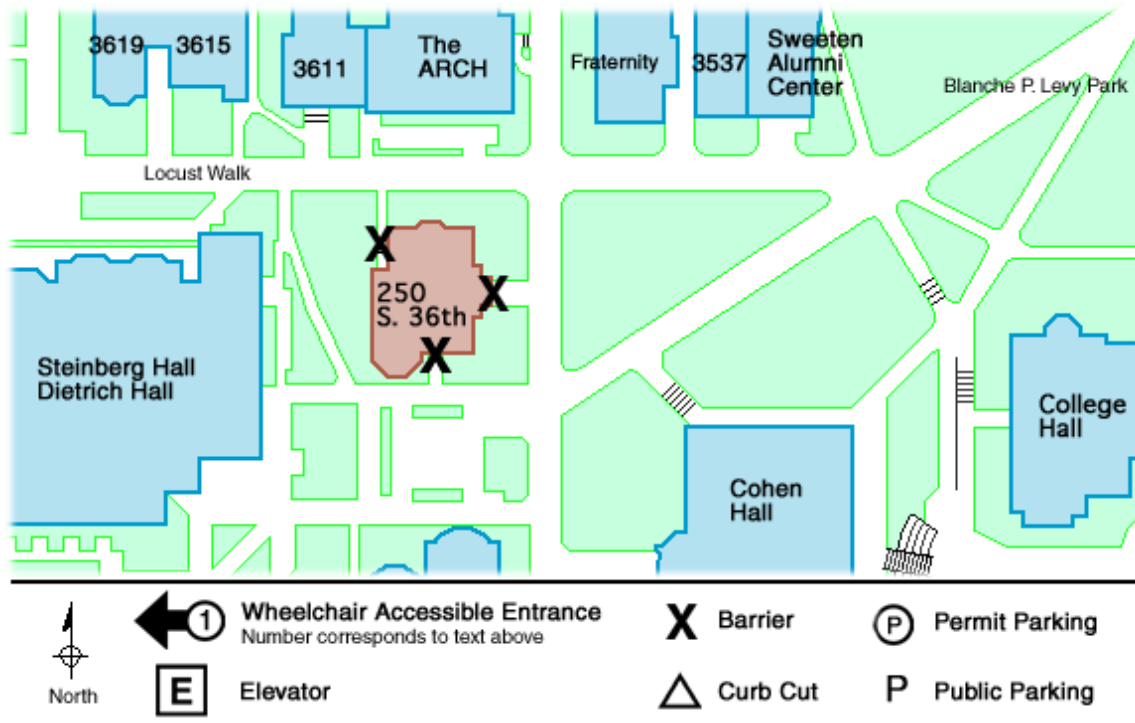 3619
3615
3611
The
ARCH
Fraternity
3537
Sweeten
Alumni
Center
Blanche P. Levy Park
Locust Walk
X
X
250
S. 36th
X
Steinberg Hall
Dietrich Hall
College
Hall
Cohen
Hall
1
Wheelchair Accessible Entrance
Number corresponds to text above
X
Barrier
P
Permit Parking
North
E
Elevator
Curb Cut
P
Public Parking